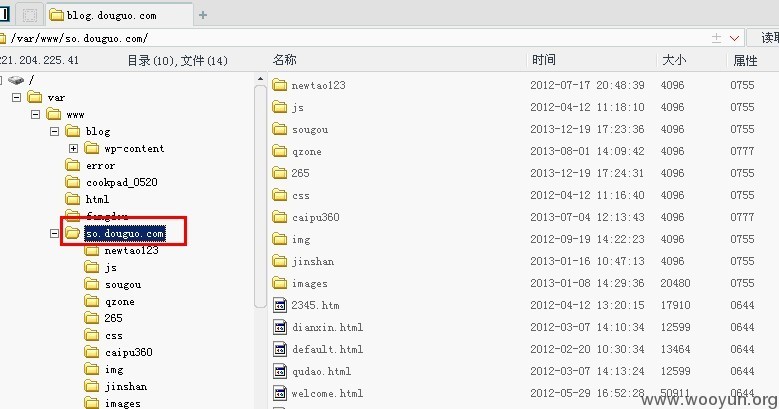 blog.douguo.com
/var/www/so.douguo.com/
读取
21.204.225.41 目录(10),文件(14) 名称 时间 大小 属性
/
var
www
blog
wp-content
error
cookpad_0520
html
so.douguo.com
newtao123
js
sougou
qzone
265
css
caipu360
img
jinshan
images
newtao123 2012-07-17 20:48:39 4096 0755
js 2012-04-12 11:18:10 4096 0755
sougou 2013-12-19 17:23:36 4096 0755
qzone 2013-08-01 14:09:42 4096 0777
265 2013-12-19 17:24:31 4096 0755
css 2012-04-12 11:16:40 4096 0755
caipu360 2013-07-04 12:13:43 4096 0777
img 2012-09-19 14:22:23 4096 0755
jinshan 2013-01-16 10:47:13 4096 0755
images 2013-01-08 14:29:36 20480 0755
2345.htm 2012-04-12 13:20:15 17910 0644
dianxin.html 2012-03-07 14:10:34 12599 0644
default.html 2012-02-20 10:30:34 13464 0644
qudao.html 2012-03-07 14:13:24 12599 0644
welcome.html 2012-05-29 16:52:28 50911 0644
www.wooyun.org